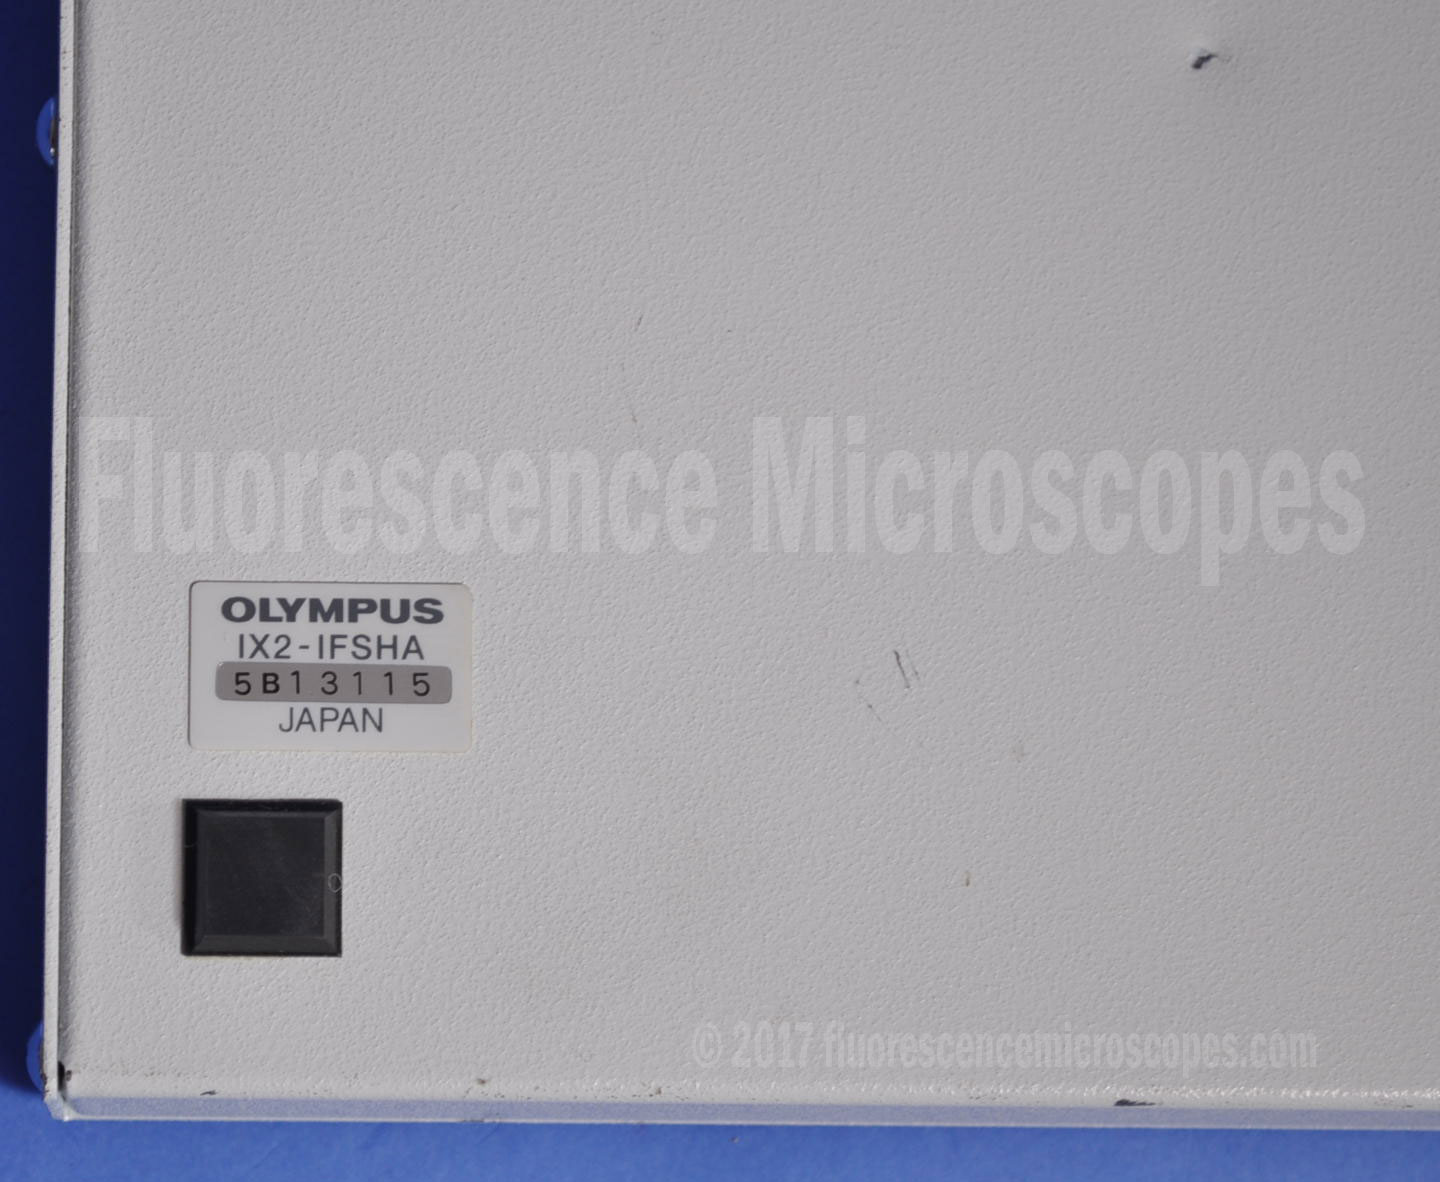 Fluorescence Microscopes
OLYMPUS
IX2-IFSHA
5B13115
JAPAN
© 2017 fluorescencemicroscopes.com